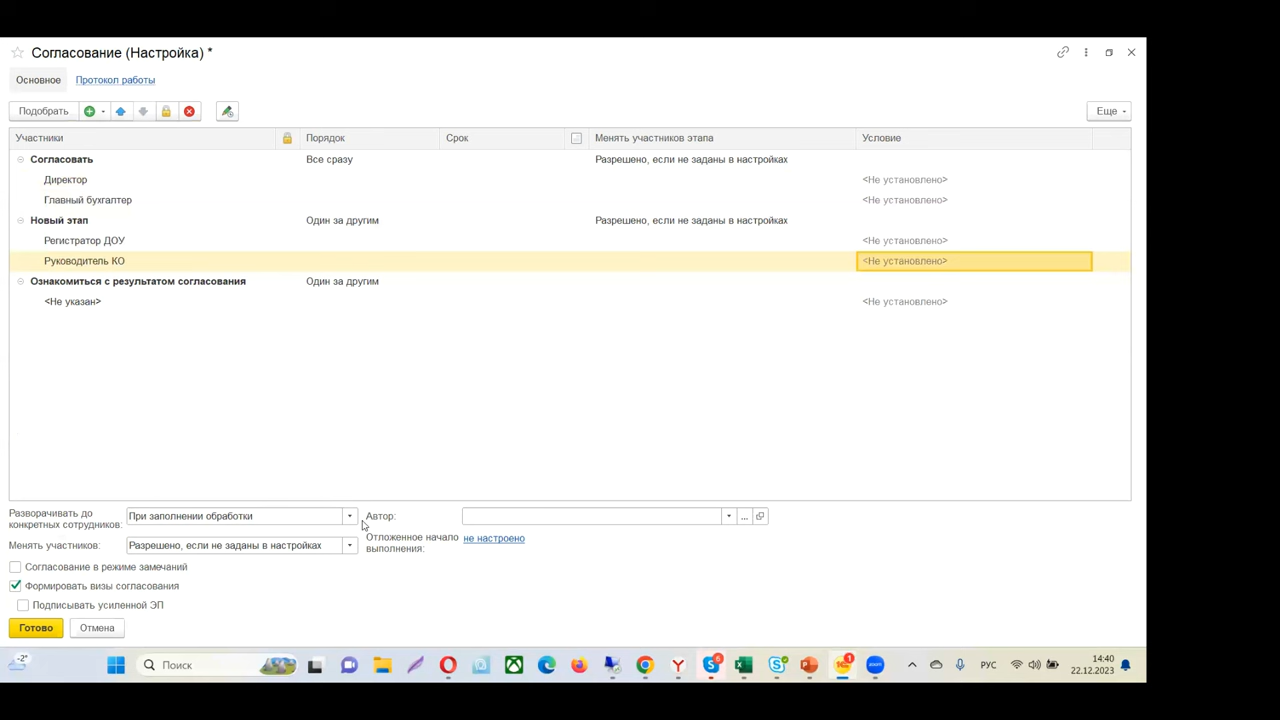 Согласование (Настройка) *
Основное Протокол работы
Подобрать Еще
Участники Порядок Срок Менять участников этапа Условие
Согласовать Все сразу Разрешено, если не заданы в настройках
Директор <Не установлено>
Главный бухгалтер <Не установлено>
Новый этап Один за другим Разрешено, если не заданы в настройках
Регистратор ДОУ <Не установлено>
Руководитель КО <Не установлено>
Ознакомиться с результатом согласования Один за другим
<Не указан> <Не установлено>
Разворачивать до конкретных сотрудников: При заполнении обработки Автор:
Менять участников: Разрешено, если не заданы в настройках Отложенное начало выполнения: не настроено
Согласование в режиме замечаний
Формировать визы согласования
Подписывать усиленной ЭП
Готово Отмена
-2° Поиск 6 1 zoom РУС 14:40
22.12.2023